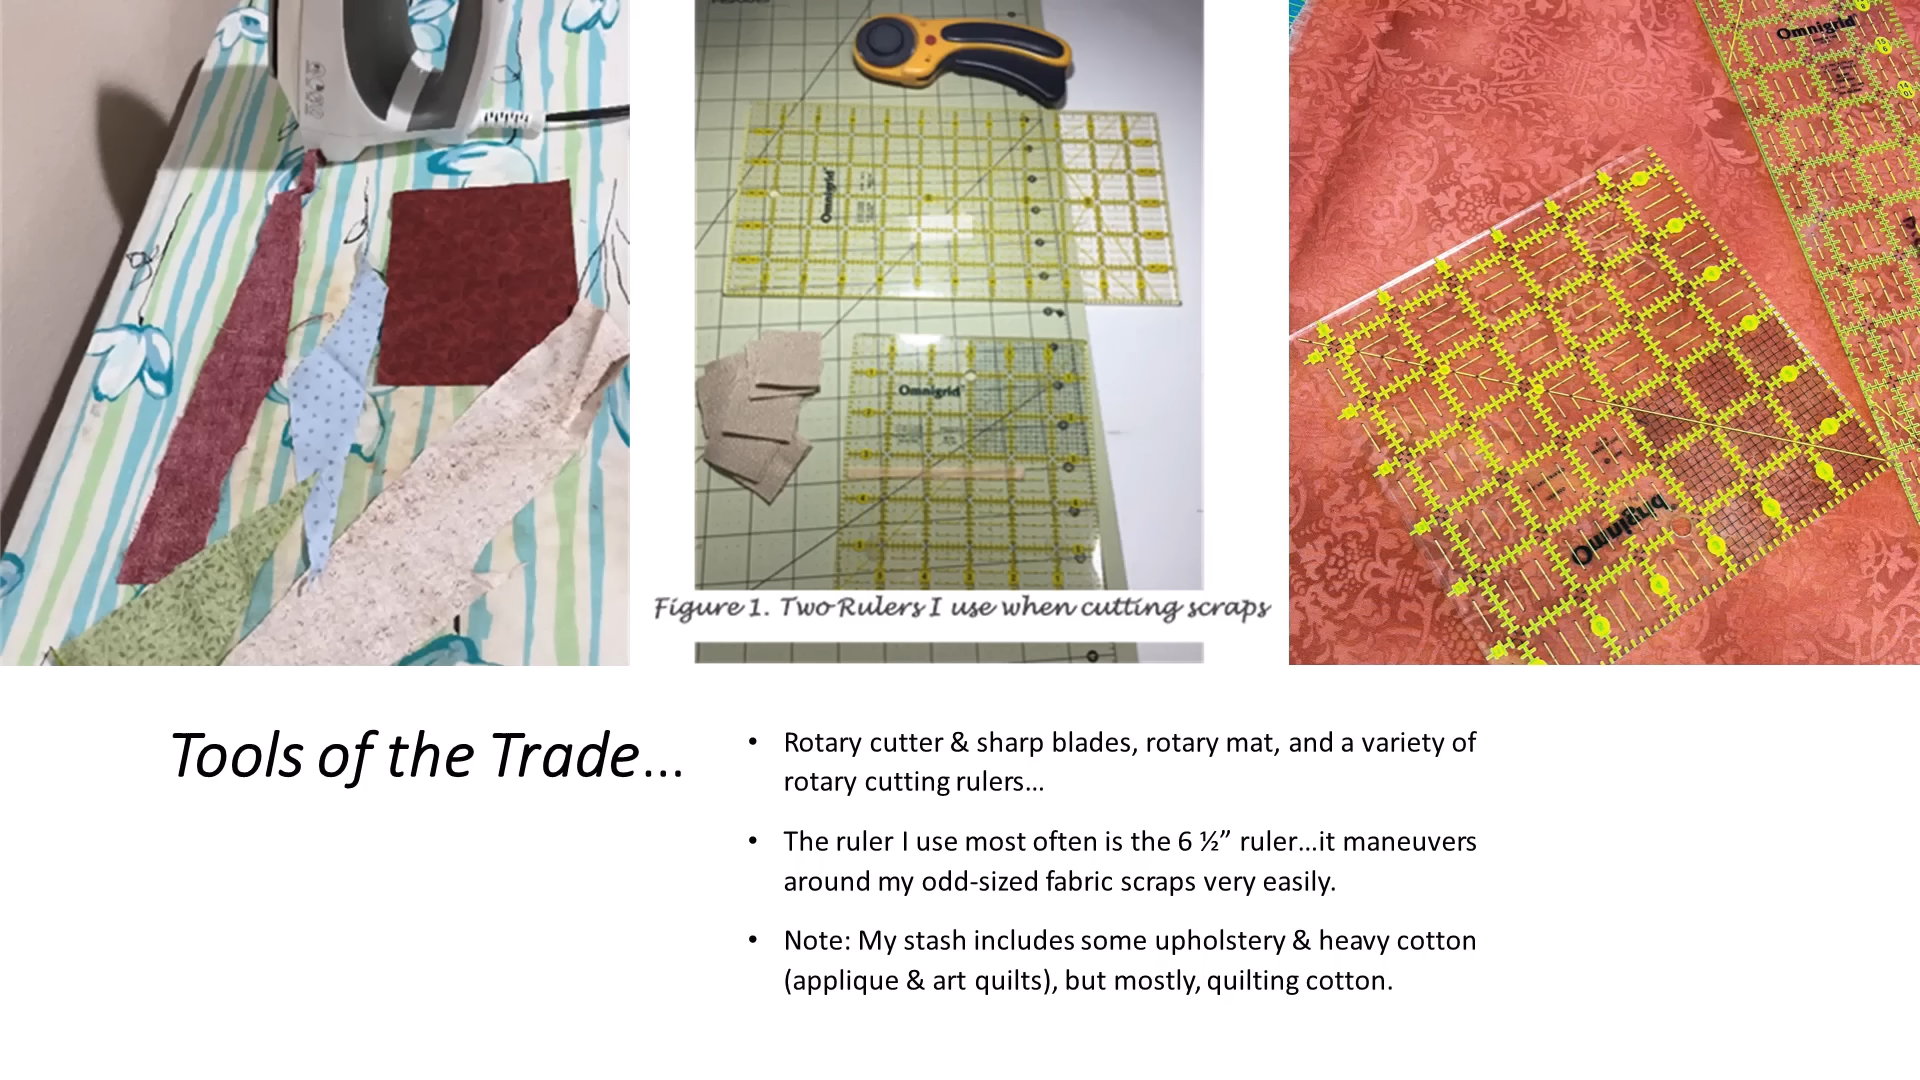 Omnigrid
Omnigrid
Omnigrid
Omnigrid
Figure 1. Two Rulers I use when cutting scraps
Tools of the Trade…
• Rotary cutter & sharp blades, rotary mat, and a variety of
rotary cutting rulers…
• The ruler I use most often is the 6 ½” ruler…it maneuvers
around my odd-sized fabric scraps very easily.
• Note: My stash includes some upholstery & heavy cotton
(applique & art quilts), but mostly, quilting cotton.